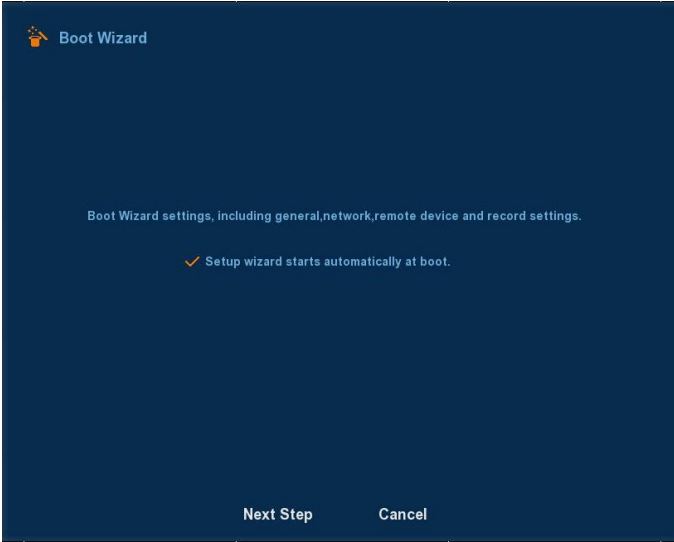 Boot Wizard
Boot Wizard settings, including general,network,remote device and record settings.
Setup wizard starts automatically at boot.
Next Step Cancel